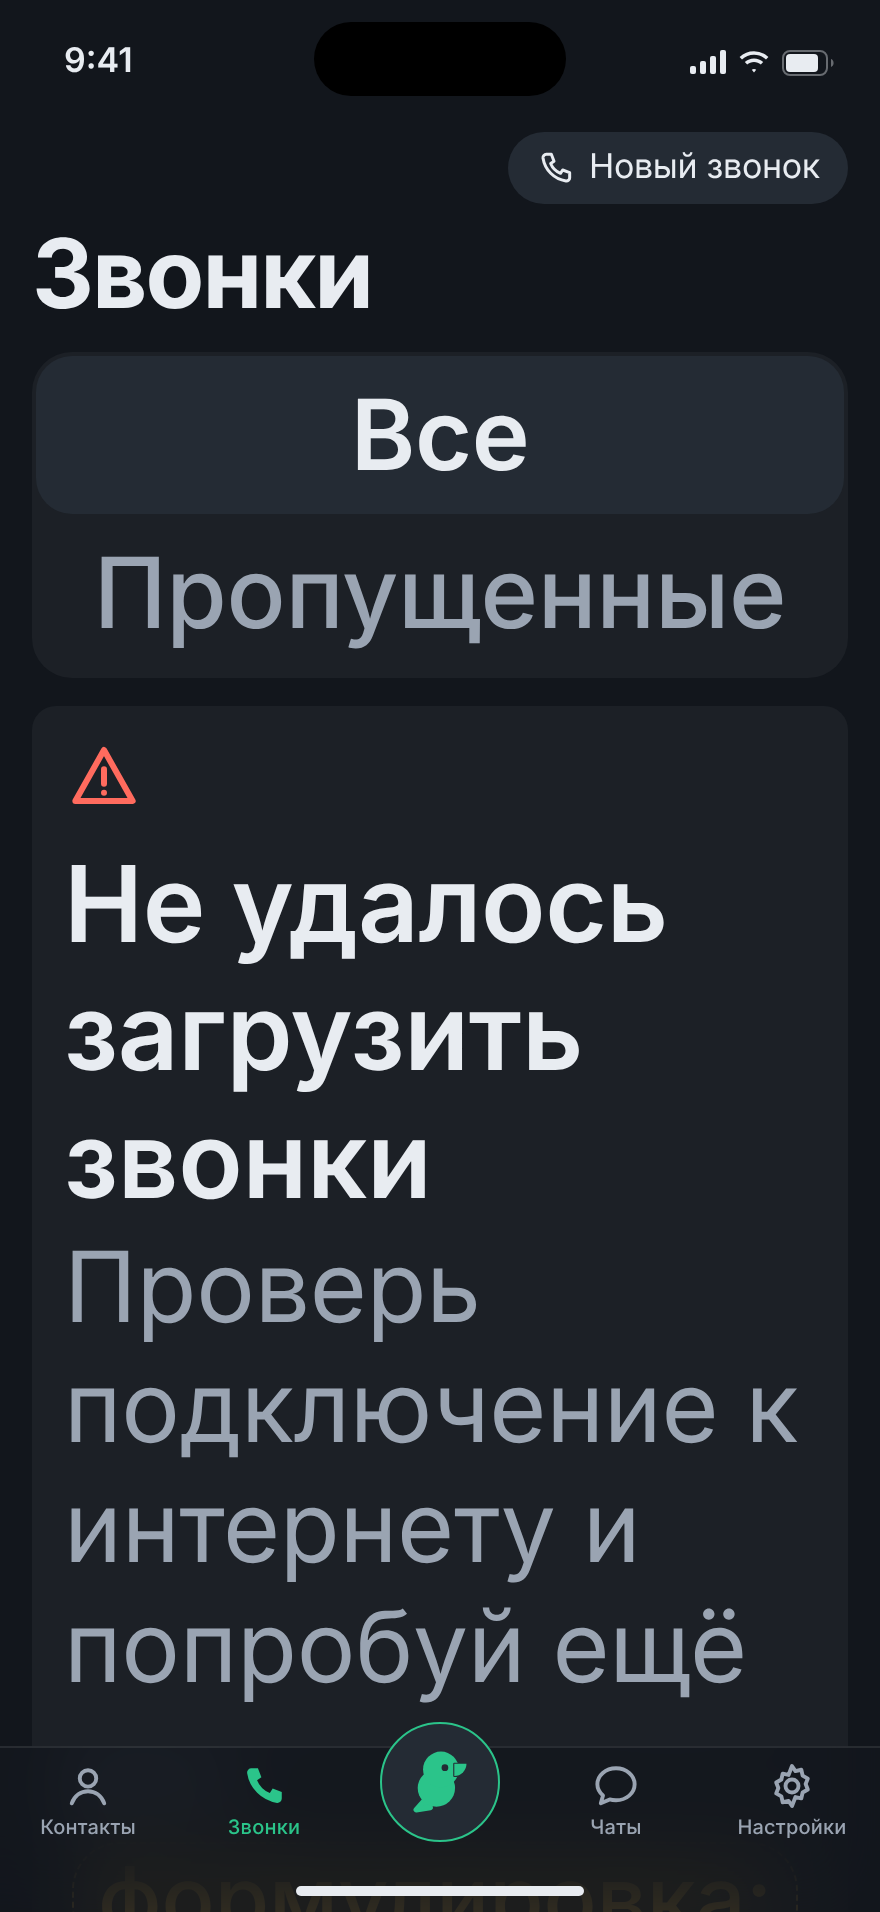 9:41
Новый звонок
Звонки
Все
Пропущенные
Не удалось
загрузить
звонки
Проверь
подключение к
интернету и
попробуй ещё
Контакты
Звонки
Чаты
Настройки
формулировка: